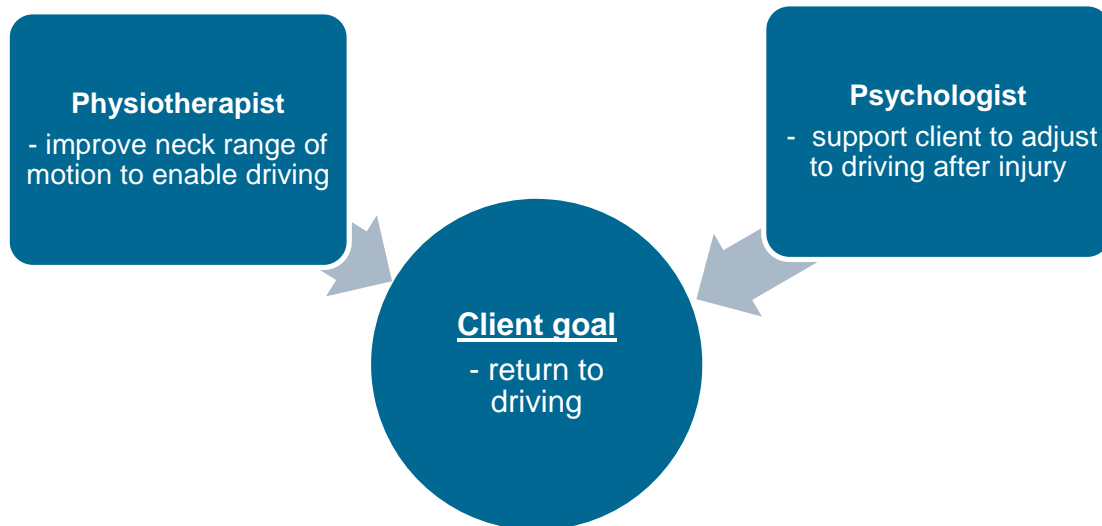 Physiotherapist
- improve neck range of
motion to enable driving
Psychologist
- support client to adjust
to driving after injury
Client goal
- return to
driving